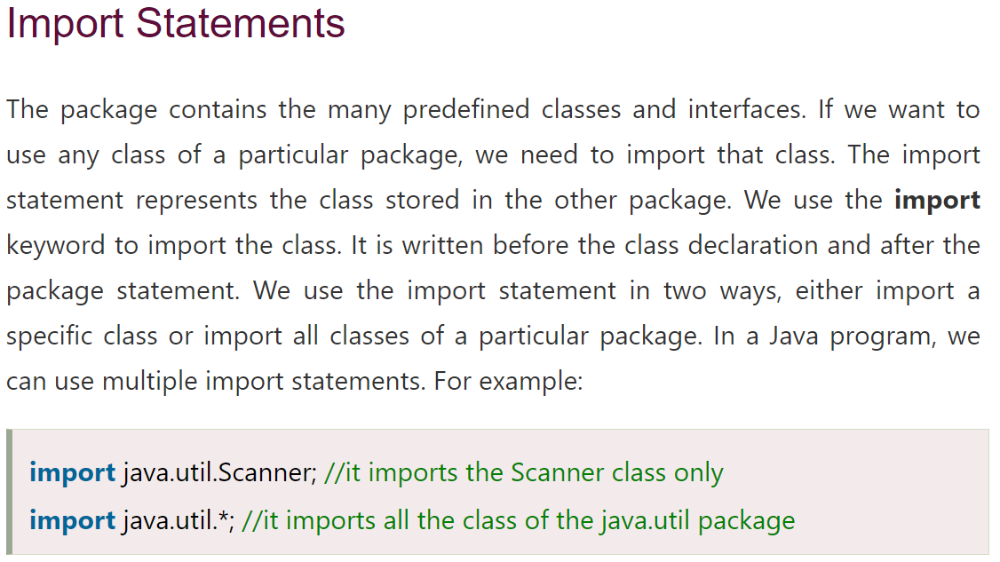 Import Statements
The package contains the many predefined classes and interfaces. If we want to
use any class of a particular package, we need to import that class. The import
statement represents the class stored in the other package. We use the import
keyword to import the class. It is written before the class declaration and after the
package statement. We use the import statement in two ways, either import a
specific class or import all classes of a particular package. In a Java program, we
can use multiple import statements. For example:
import java.util.Scanner; //it imports the Scanner class only
import java.util.*; //it imports all the class of the java.util package